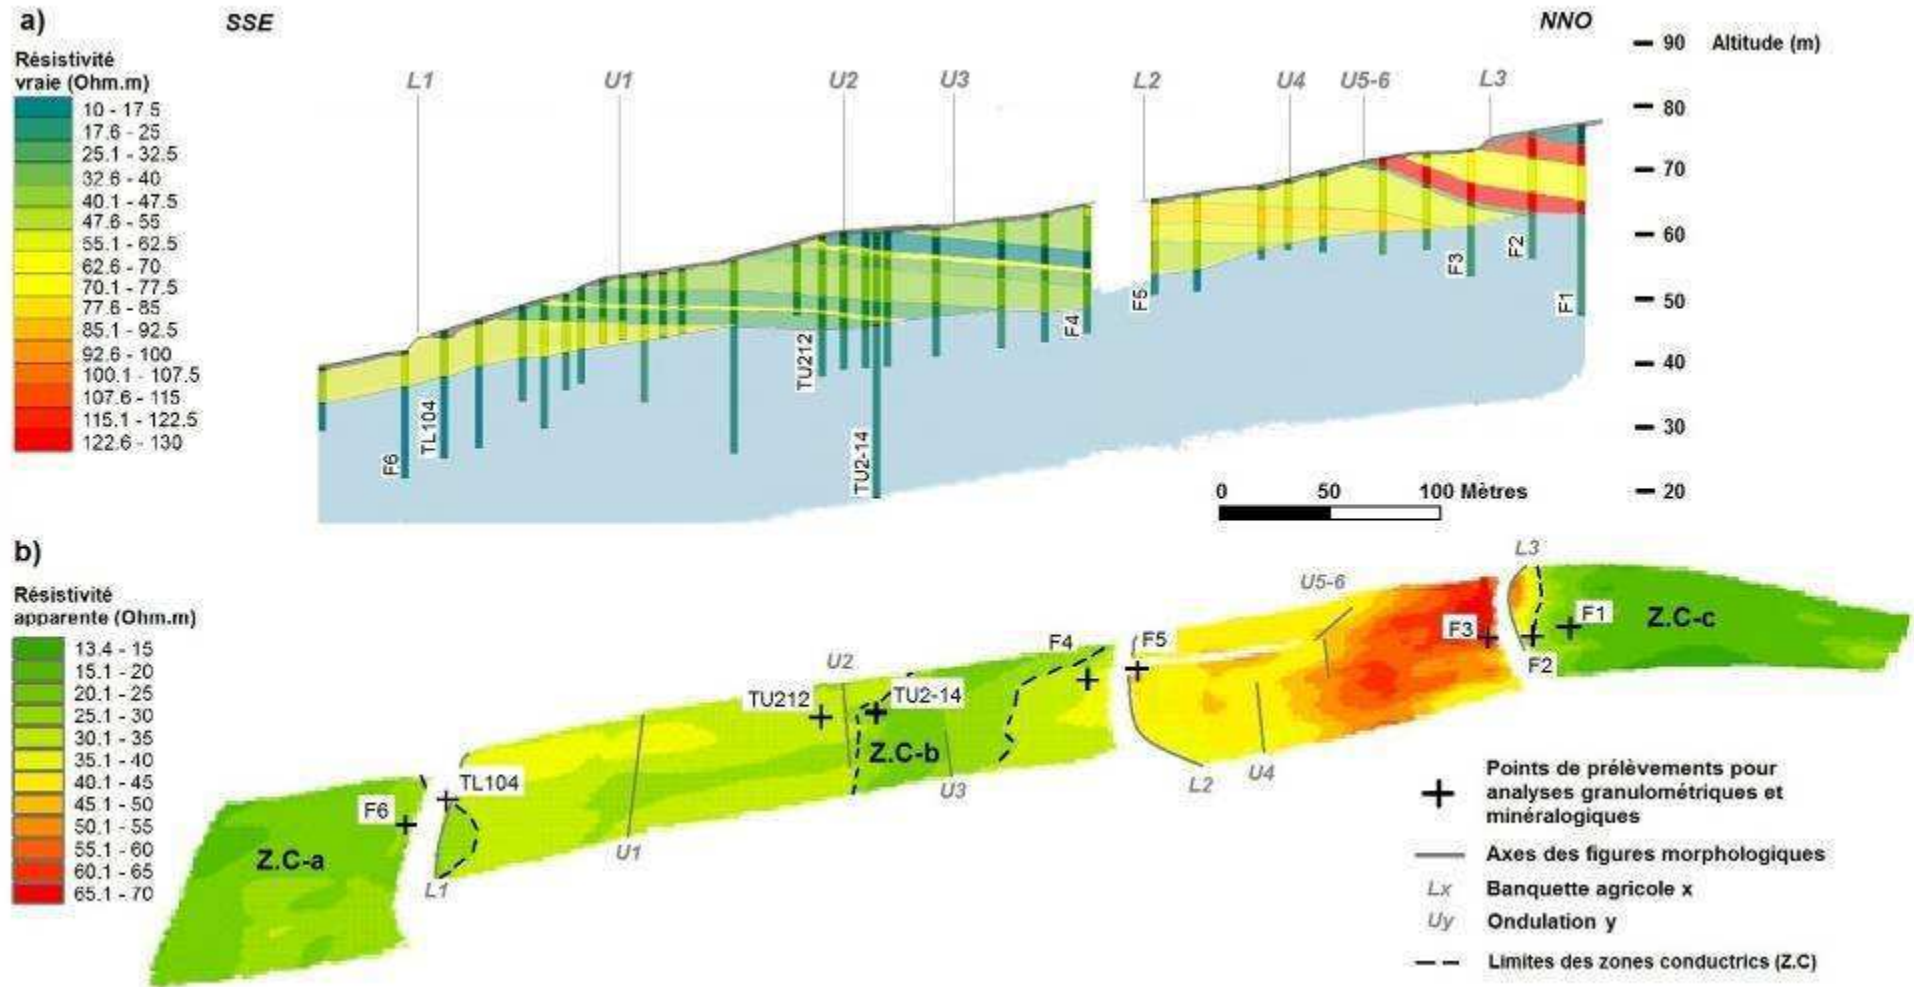 a)
SSE
NNO
90 Altitude (m)
Résistivité
vraie (Ohm.m)
L1
U1
U2
U3
L2
U4
U5-6
L3
10 - 17.5
17.6 - 25
25.1 - 32.5
32.6 - 40
40.1 - 47.5
47.6 - 55
55.1 - 62.5
62.6 - 70
70.1 - 77.5
77.6 - 85
85.1 - 92.5
92.6 - 100
100.1 - 107.5
107.6 - 115
115.1 - 122.5
122.6 - 130
80
70
60
50
40
30
20
F6
TL104
TU212
TU2-14
F4
F5
F3
F2
F1
0 50 100 Mètres
b)
Résistivité
apparente (Ohm.m)
13.4 - 15
15.1 - 20
20.1 - 25
25.1 - 30
30.1 - 35
35.1 - 40
40.1 - 45
45.1 - 50
50.1 - 55
55.1 - 60
60.1 - 65
65.1 - 70
L3
U5-6
F1
Z.C-c
F3
F2
F4
F5
U2
TU212
TU2-14
Z.C-b
U3
L2
U4
TL104
F6
Z.C-a
U1
L1
Points de prélèvements pour
analyses granulométriques et
minéralogiques
Axes des figures morphologiques
Lx Banquette agricole x
Uy Ondulation y
Limites des zones conductrics (Z.C)